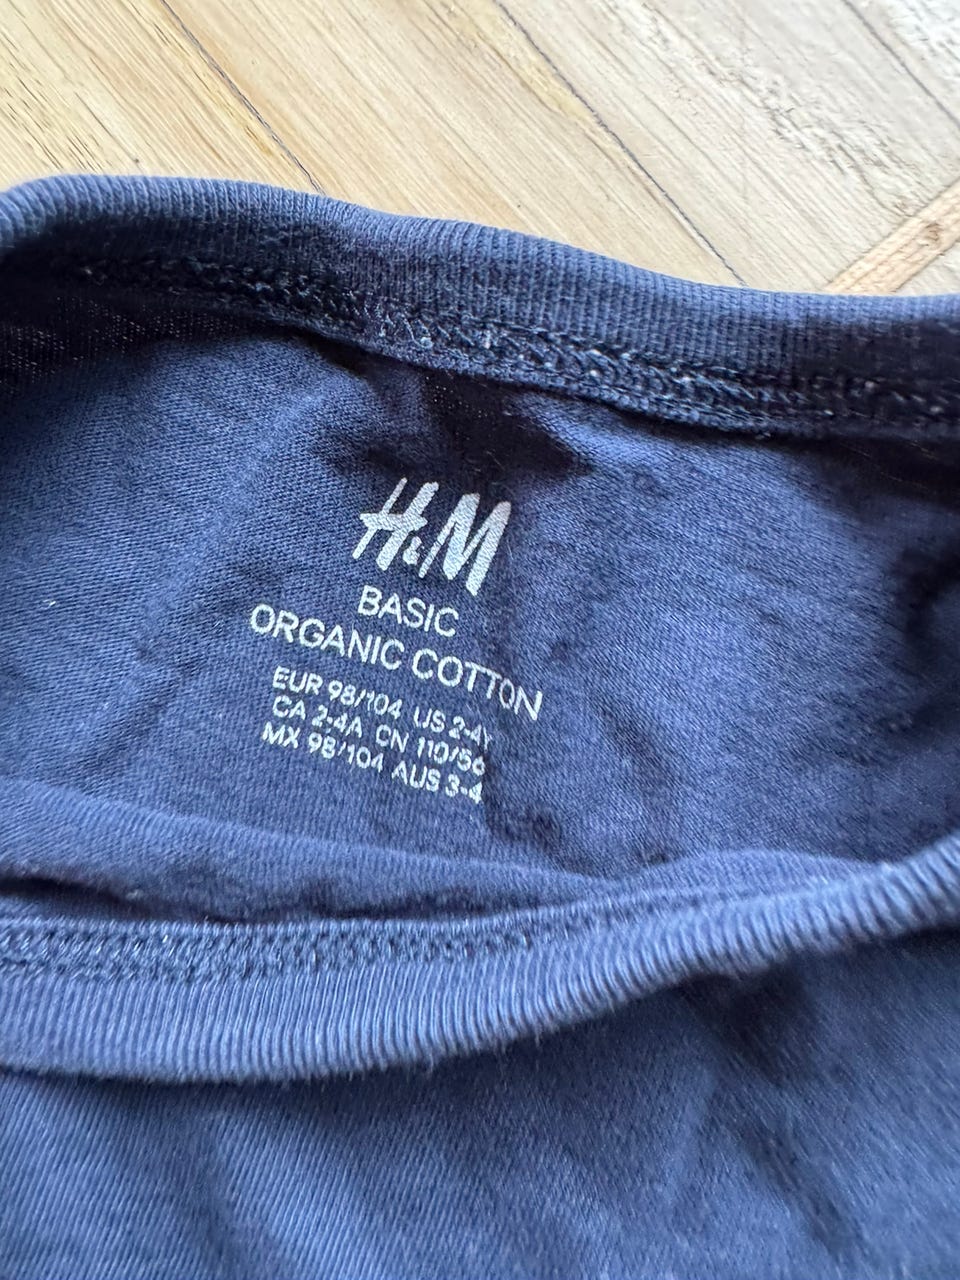 H&M
BASIC
ORGANIC COTTON
EUR 98/104 US 2-4Y
CA 2-4A CN 110/56
MX 98/104 AUS 3-4